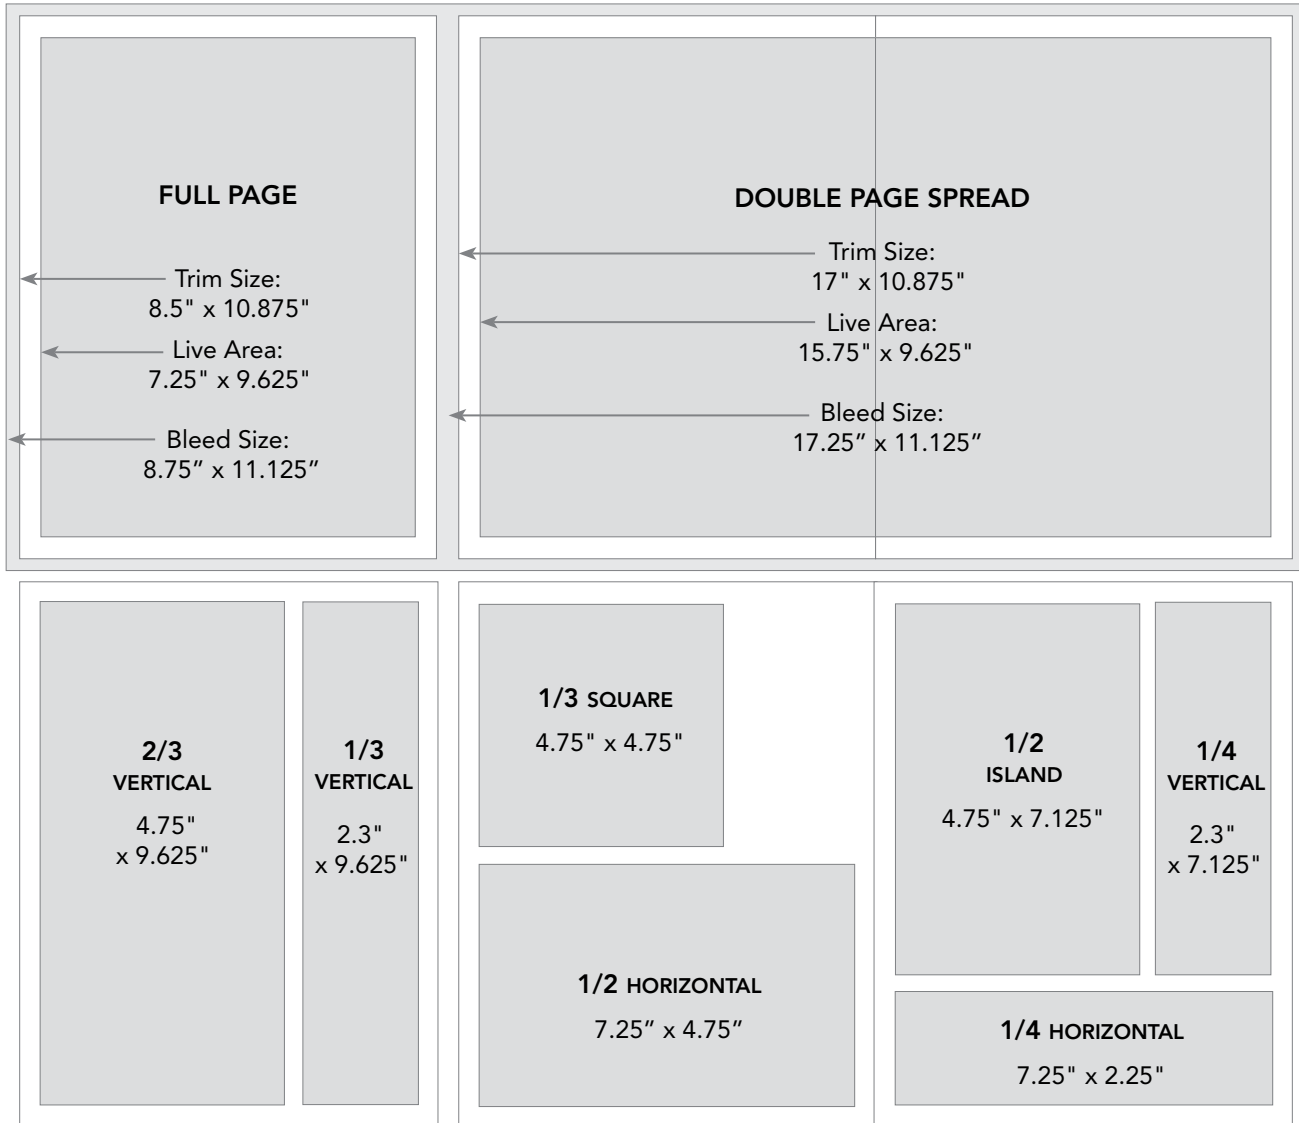 FULL PAGE
Trim Size:
8.5" x 10.875"
Live Area:
7.25" x 9.625"
Bleed Size:
8.75” x 11.125”
DOUBLE PAGE SPREAD
Trim Size:
17" x 10.875"
Live Area:
15.75" x 9.625"
Bleed Size:
17.25” x 11.125”
2/3
VERTICAL
4.75"
x 9.625"
1/3
VERTICAL
2.3"
x 9.625"
1/3 SQUARE
4.75" x 4.75"
1/2 HORIZONTAL
7.25” x 4.75”
1/2
ISLAND
4.75" x 7.125"
1/4
VERTICAL
2.3"
x 7.125"
1/4 HORIZONTAL
7.25" x 2.25"